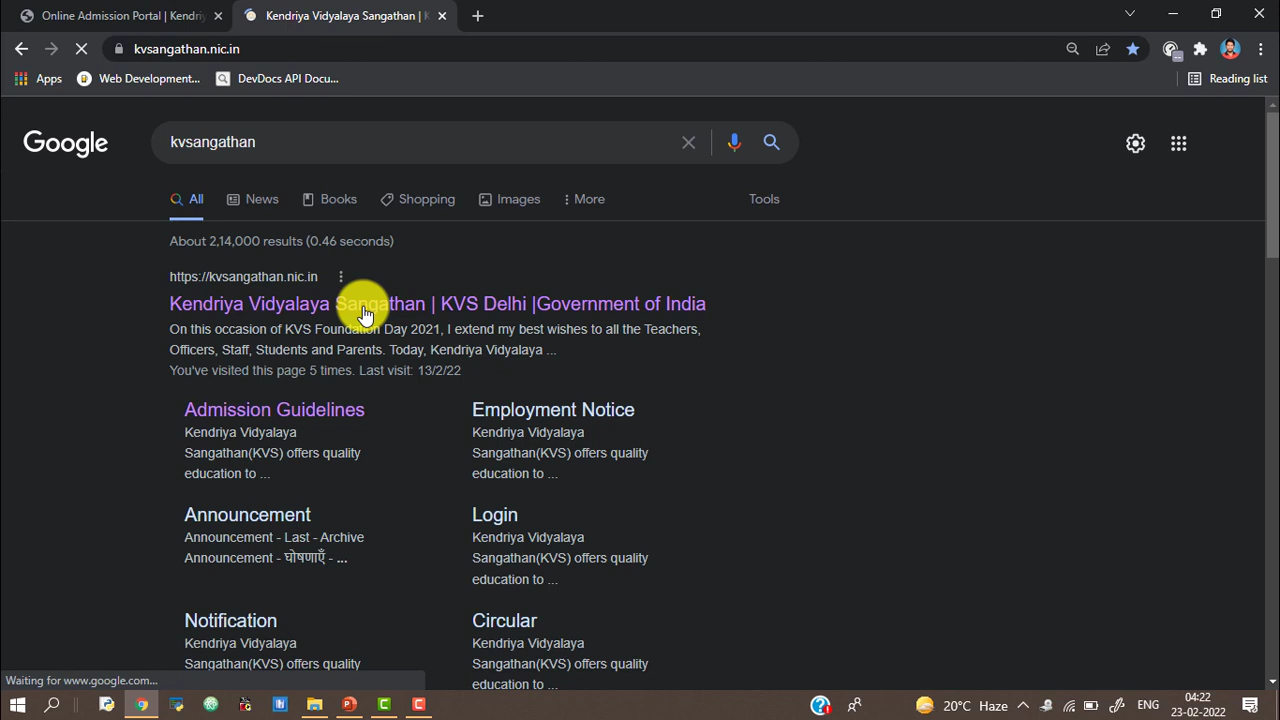 Online Admission Portal | Kendriy
Kendriya Vidyalaya Sangathan | K
kvsangathan.nic.in
Apps
Web Development...
DevDocs API Docu...
Reading list
Google
kvsangathan
All
News
Books
Shopping
Images
More
Tools
About 2,14,000 results (0.46 seconds)
https://kvsangathan.nic.in
Kendriya Vidyalaya Sangathan | KVS Delhi |Government of India
On this occasion of KVS Foundation Day 2021, I extend my best wishes to all the Teachers,
Officers, Staff, Students and Parents. Today, Kendriya Vidyalaya ...
You've visited this page 5 times. Last visit: 13/2/22
Admission Guidelines
Kendriya Vidyalaya
Sangathan(KVS) offers quality
education to ...
Employment Notice
Kendriya Vidyalaya
Sangathan(KVS) offers quality
education to ...
Announcement
Announcement - Last - Archive
Announcement - घोषणाएँ - ...
Login
Kendriya Vidyalaya
Sangathan(KVS) offers quality
education to ...
Notification
Kendriya Vidyalaya
Sangathan(KVS) offers quality
Circular
Kendriya Vidyalaya
Sangathan(KVS) offers quality
education to ...
Waiting for www.google.com...
20°C Haze
ENG
04:22
23-02-2022